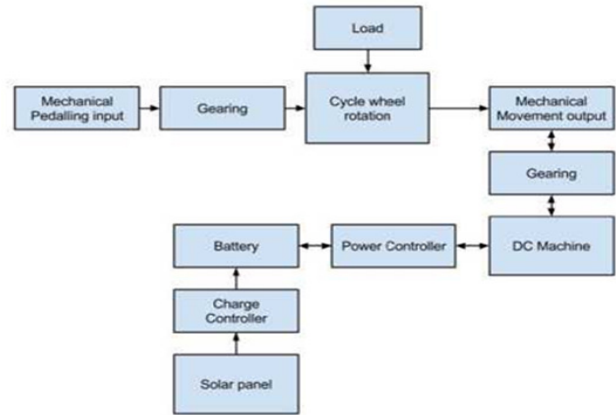 Load
Mechanical
Pedalling input
Gearing
Cycle wheel
rotation
Mechanical
Movement output
Gearing
Battery
Power Controller
DC Machine
Charge
Controller
Solar panel